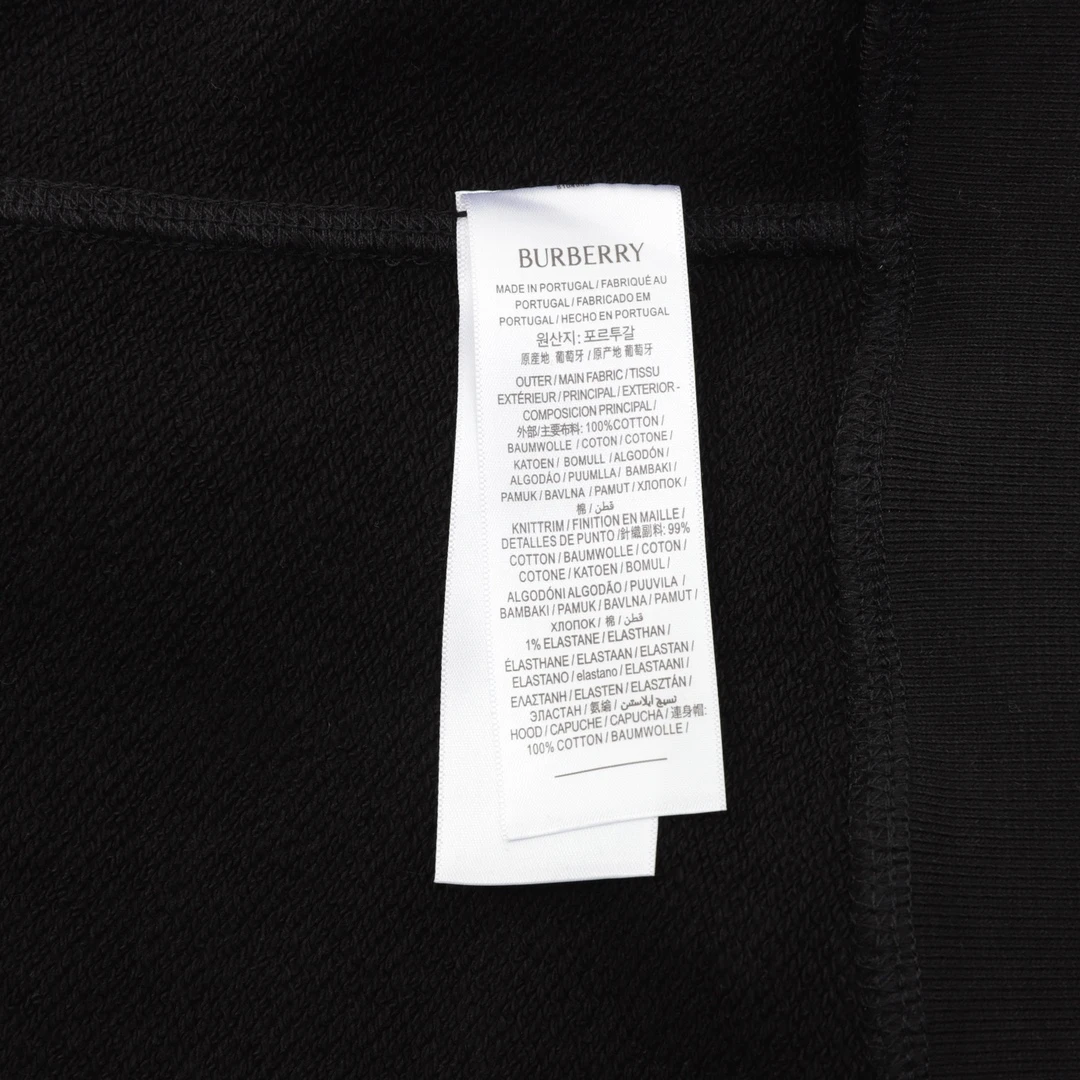 BURBERRY
MADE IN PORTUGAL / FABRIQUÉ AU
PORTUGAL / FABRICADO EM
PORTUGAL / HECHO EN PORTUGAL
원산지: 포르투갈
原産地 葡萄牙 / 原产地 葡萄牙
OUTER / MAIN FABRIC / TISSU
EXTÉRIEUR / PRINCIPAL / EXTERIOR -
COMPOSICION PRINCIPAL /
外部/主要布料: 100%COTTON /
BAUMWOLLE / COTON / COTONE /
KATOEN / BOMULL / ALGODÓN /
ALGODÃO / PUUMLLA / BAMBAKI /
PAMUK / BAVLNA / PAMUT / ХЛОПОК /
棉 / قطن
KNITTRIM / FINITION EN MAILLE /
DETALLES DE PUNTO /針織副料: 99%
COTTON / BAUMWOLLE / COTON /
COTONE / KATOEN / BOMUL /
ALGODÓNI ALGODÃO / PUUVILA /
BAMBAKI / PAMUK / BAVLNA / PAMUT /
ХЛОПОК / 棉 / قطن
1% ELASTANE / ELASTHAN /
ÉLASTHANE / ELASTAAN / ELASTAN /
ELASTANO / elastano / ELASTAANI /
ΕΛΑΣΤΑΝΗ / ELASTEN / ELASZTÁN /
ЭЛАСТАН / 氨綸 / نسيج ايلاستين
HOOD / CAPUCHE / CAPUCHA / 連身帽:
100% COTTON / BAUMWOLLE /